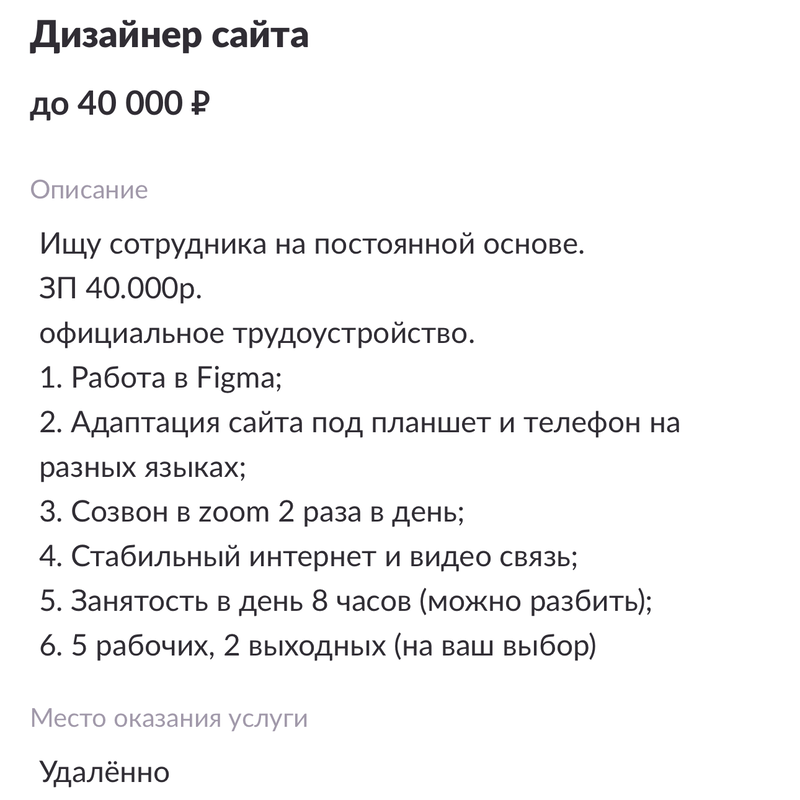 Дизайнер сайта
до 40 000 ₽
Описание
Ищу сотрудника на постоянной основе.
ЗП 40.000р.
официальное трудоустройство.
1. Работа в Figma;
2. Адаптация сайта под планшет и телефон на
разных языках;
3. Созвон в zoom 2 раза в день;
4. Стабильный интернет и видео связь;
5. Занятость в день 8 часов (можно разбить);
6. 5 рабочих, 2 выходных (на ваш выбор)
Место оказания услуги
Удалённо